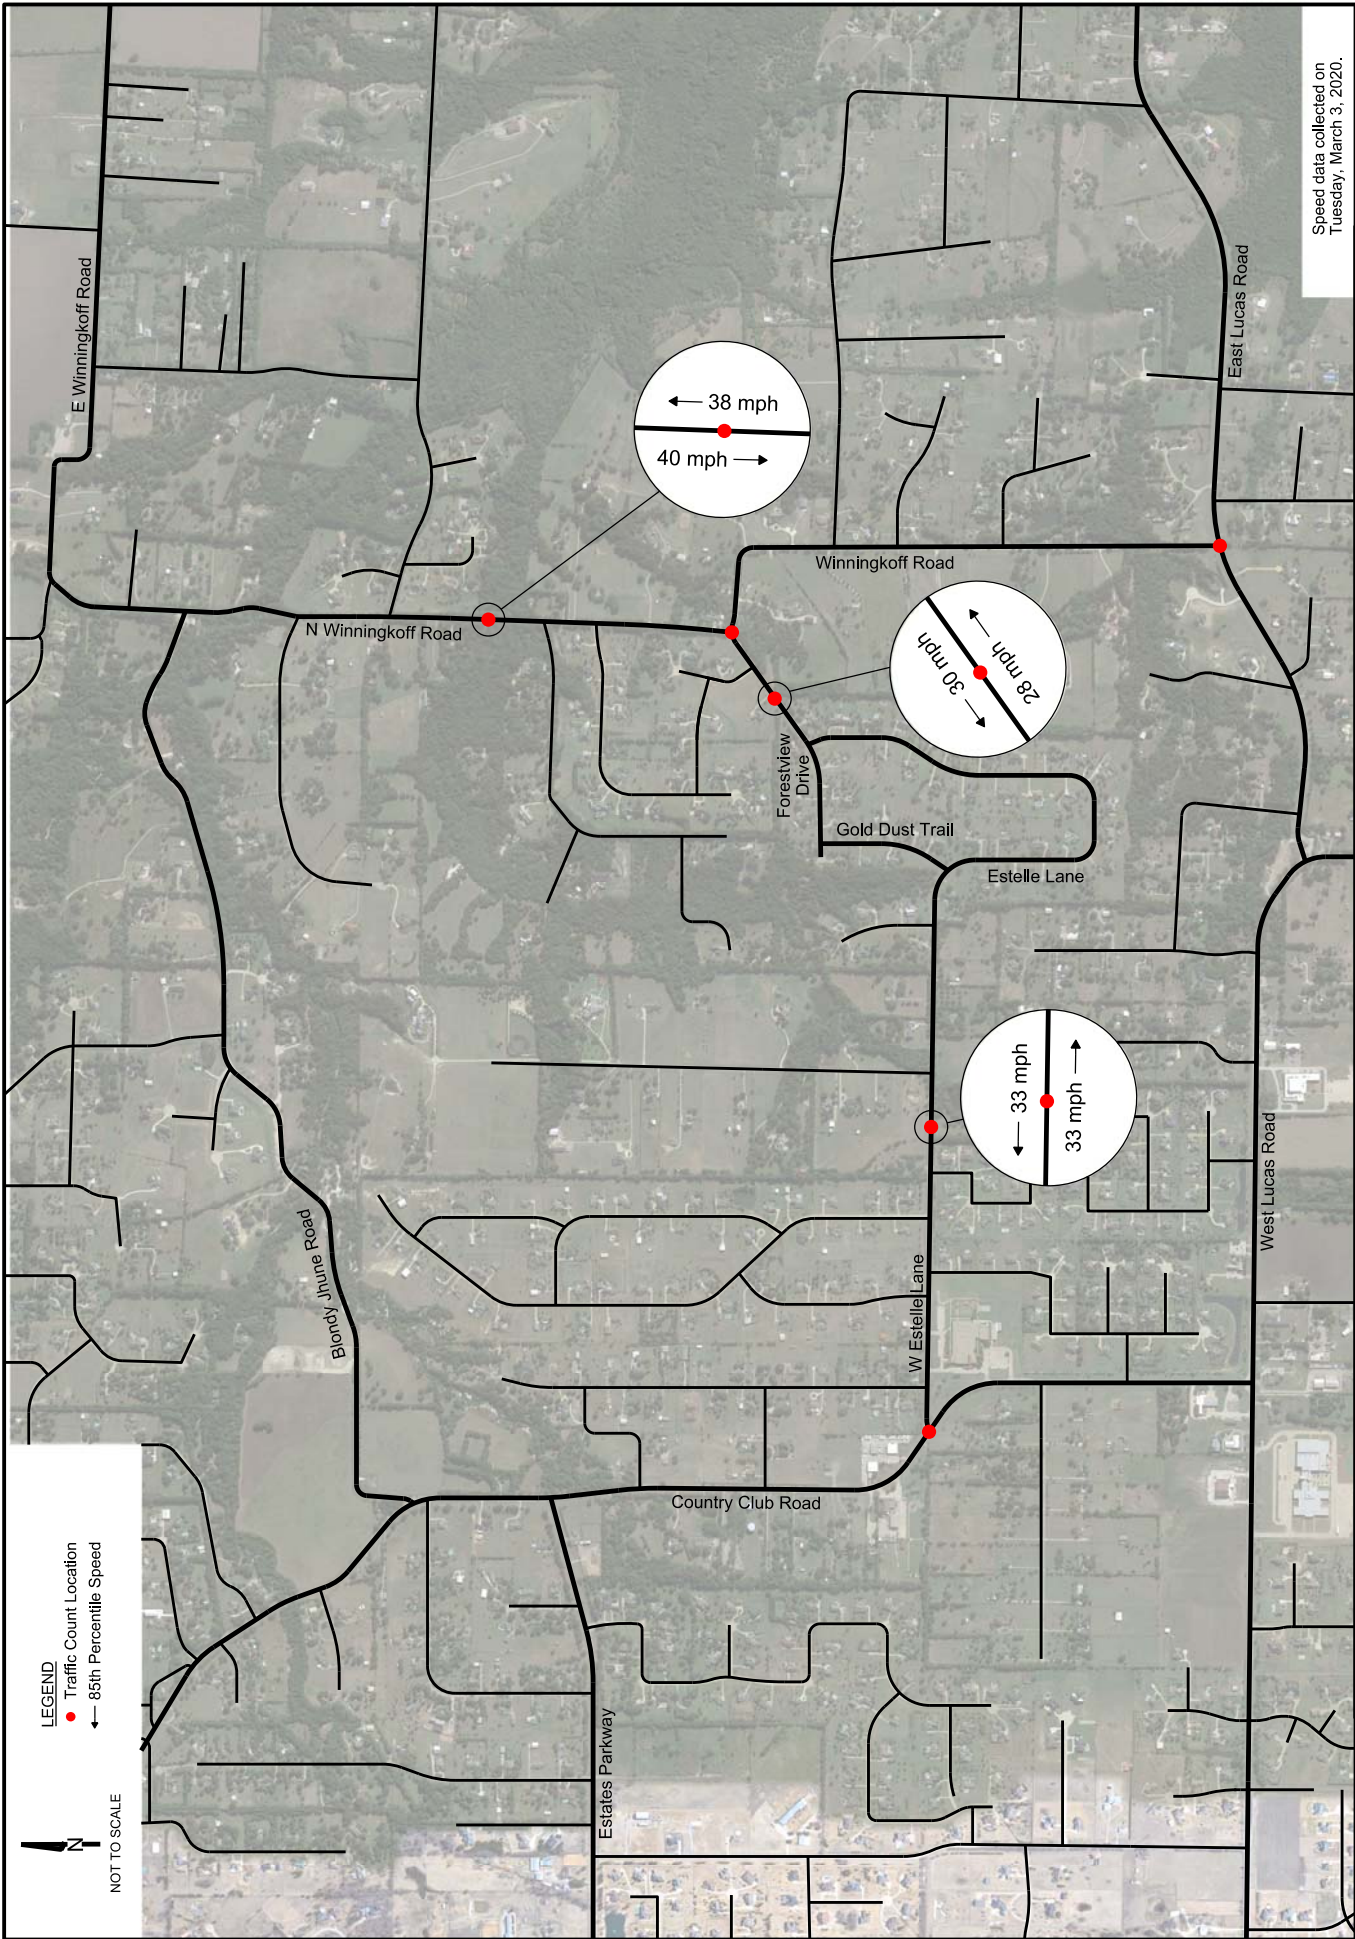 LEGEND
Traffic Count Location
85th Percentile Speed
N
NOT TO SCALE
E Winningkoff Road
N Winningkoff Road
38 mph
40 mph
Winningkoff Road
30 mph
28 mph
Forestview
Drive
Gold Dust Trail
Estelle Lane
33 mph
33 mph
W Estelle Lane
Blondy Jhune Road
Country Club Road
Estates Parkway
West Lucas Road
East Lucas Road
Speed data collected on
Tuesday, March 3, 2020.